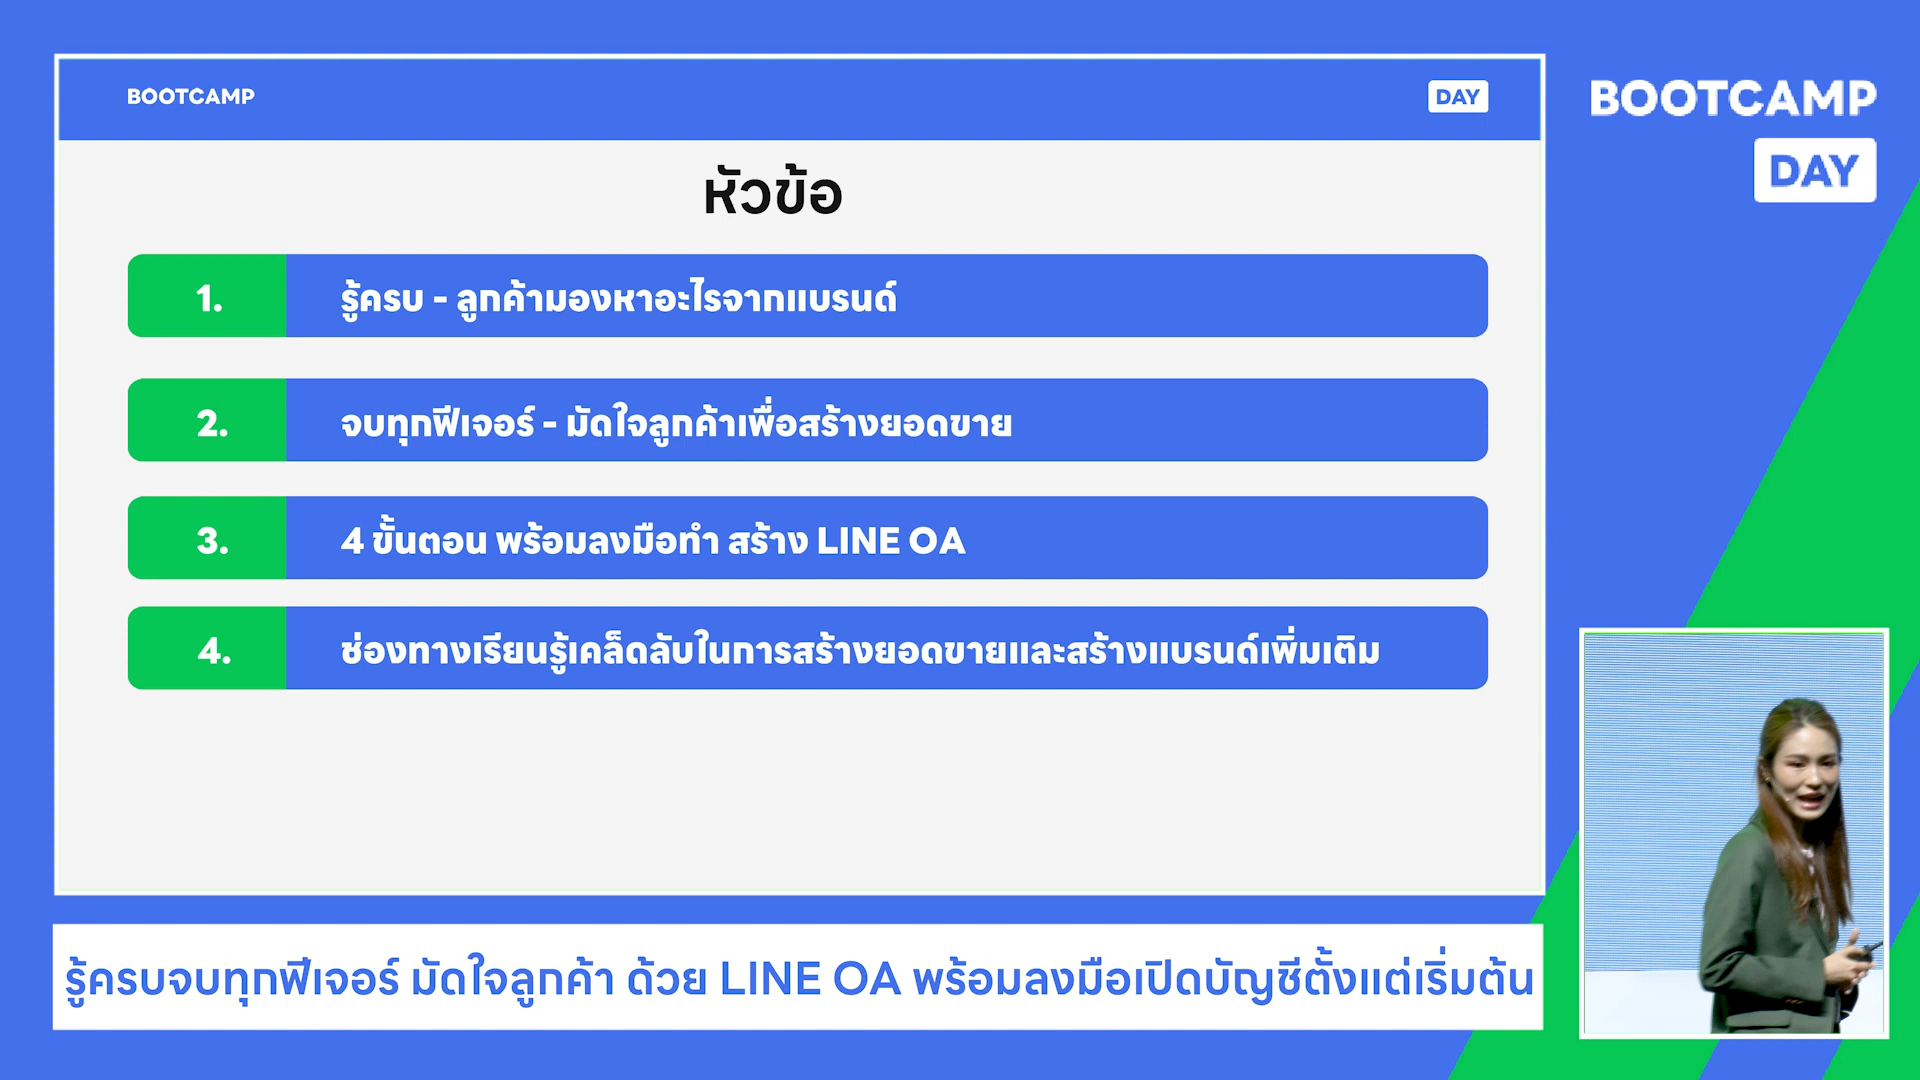 BOOTCAMP
DAY
BOOTCAMP
DAY
หัวข้อ
1.
รู้ครบ - ลูกค้ามองหาอะไรจากแบรนด์
2.
จบทุกฟีเจอร์ - มัดใจลูกค้าเพื่อสร้างยอดขาย
3.
4 ขั้นตอน พร้อมลงมือทำ สร้าง LINE OA
4.
ช่องทางเรียนรู้เคล็ดลับในการสร้างยอดขายและสร้างแบรนด์เพิ่มเติม
รู้ครบจบทุกฟีเจอร์ มัดใจลูกค้า ด้วย LINE OA พร้อมลงมือเปิดบัญชีตั้งแต่เริ่มต้น